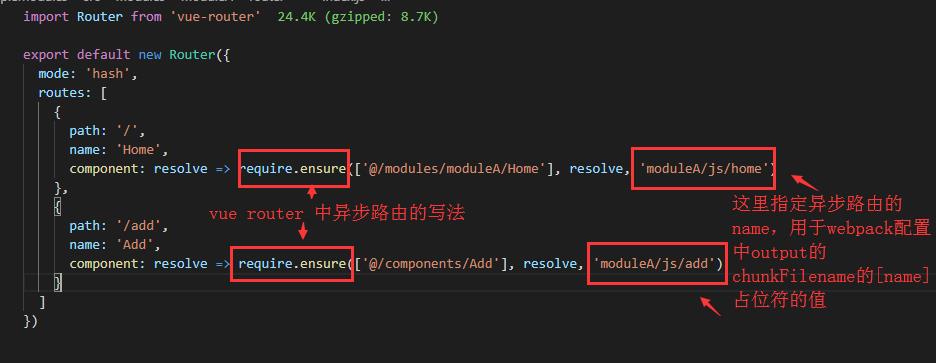 import Router from 'vue-router' 24.4K (gzipped: 8.7K)
export default new Router({
mode: 'hash',
routes: [
{
path: '/',
name: 'Home',
component: resolve => require.ensure(['@/modules/moduleA/Home'], resolve, 'moduleA/js/home')
},
{
path: '/add',
name: 'Add',
component: resolve => require.ensure(['@/components/Add'], resolve, 'moduleA/js/add')
}
]
})
vue router 中异步路由的写法
这里指定异步路由的
name，用于webpack配置
中output的
chunkFilename的[name]
占位符的值